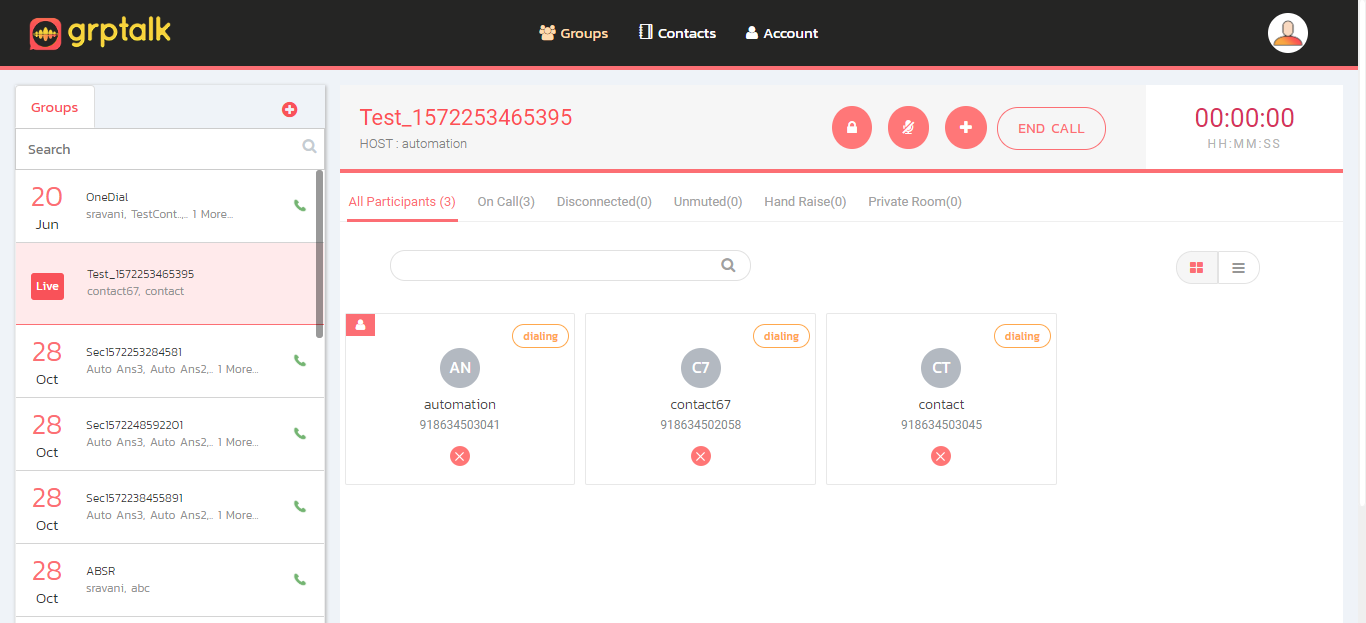 grptalk
Groups
Contacts
Account
Groups
Search
20
Jun
OneDial
sravani, TestCont..,.. 1 More...
Live
Test_1572253465395
contact67, contact
28
Oct
Sec1572253284581
Auto Ans3, Auto Ans2,.. 1 More...
28
Oct
Sec1572248592201
Auto Ans3, Auto Ans2,.. 1 More...
28
Oct
Sec1572238455891
Auto Ans3, Auto Ans2,.. 1 More...
28
Oct
ABSR
sravani, abc
Test_1572253465395
HOST : automation
END CALL
00:00:00
HH:MM:SS
All Participants (3)
On Call(3)
Disconnected(0)
Unmuted(0)
Hand Raise(0)
Private Room(0)
dialing
AN
automation
918634503041
dialing
C7
contact67
918634502058
dialing
CT
contact
918634503045